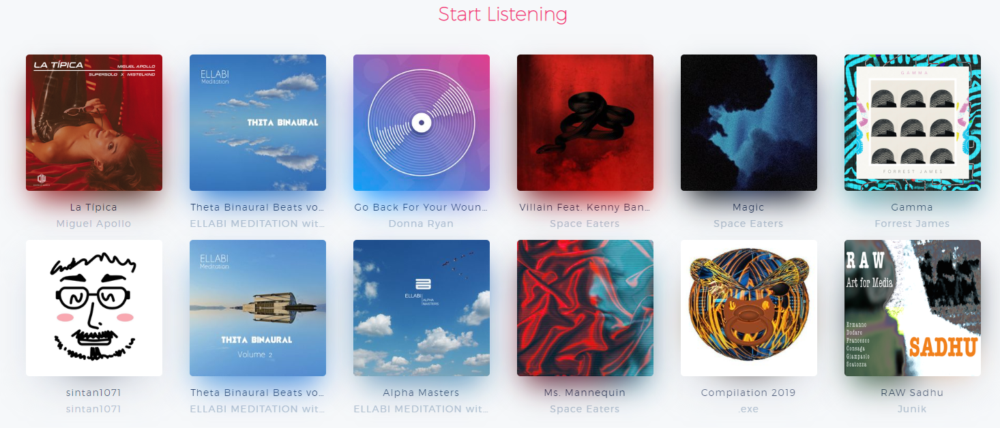 Start Listening
LA TÍPICA
MIGUEL APOLLO
SUPERSOLO X MISTELKIND
ELLABI
Meditation
THETA BINAURAL
GAMMA
FORREST JAMES
La Típica
Theta Binaural Beats vo...
Go Back For Your Woun...
Villain Feat. Kenny Ban...
Magic
Gamma
Miguel Apollo
ELLABI MEDITATION wit...
Donna Ryan
Space Eaters
Space Eaters
Forrest James
ELLABI
Meditation
THETA BINAURAL
Volume 2
ELLABI
ALPHA
MASTERS
RAW
Art for Media
Ermanno
Dodaro
Francesco
Consaga
Giampaolo
Scatozza
SADHU
sintan1071
Theta Binaural Beats vo...
Alpha Masters
Ms. Mannequin
Compilation 2019
RAW Sadhu
sintan1071
ELLABI MEDITATION wit...
ELLABI MEDITATION wit...
Space Eaters
.exe
Junik